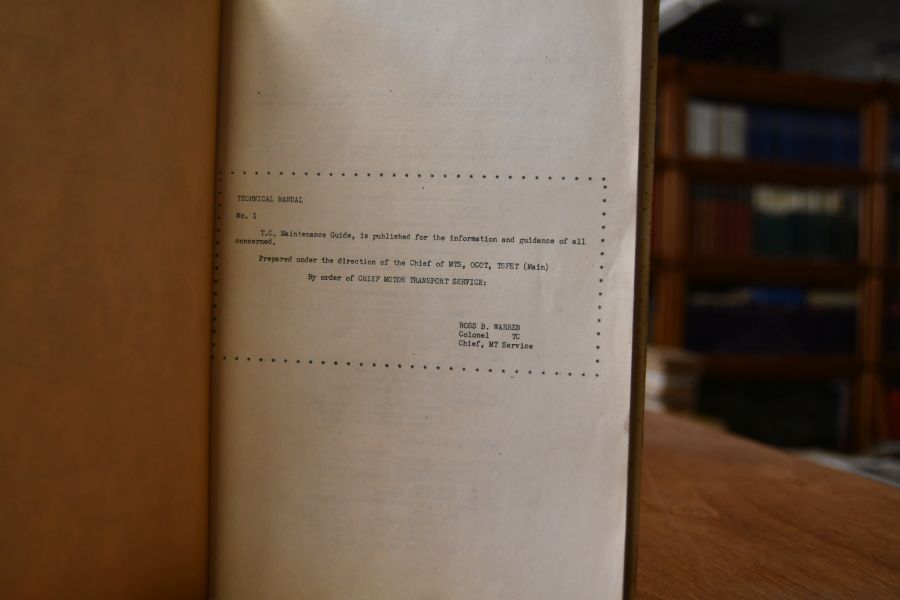 TECHNICAL MANUAL
No. 1
T.C. Maintenance Guide, is published for the information and guidance of all
concerned.
Prepared under the direction of the Chief of MTS, OCOT, TSFET (Main)
By order of CHIEF MOTOR TRANSPORT SERVICE:
ROSS B. WARREN
Colonel TC
Chief, MT Service